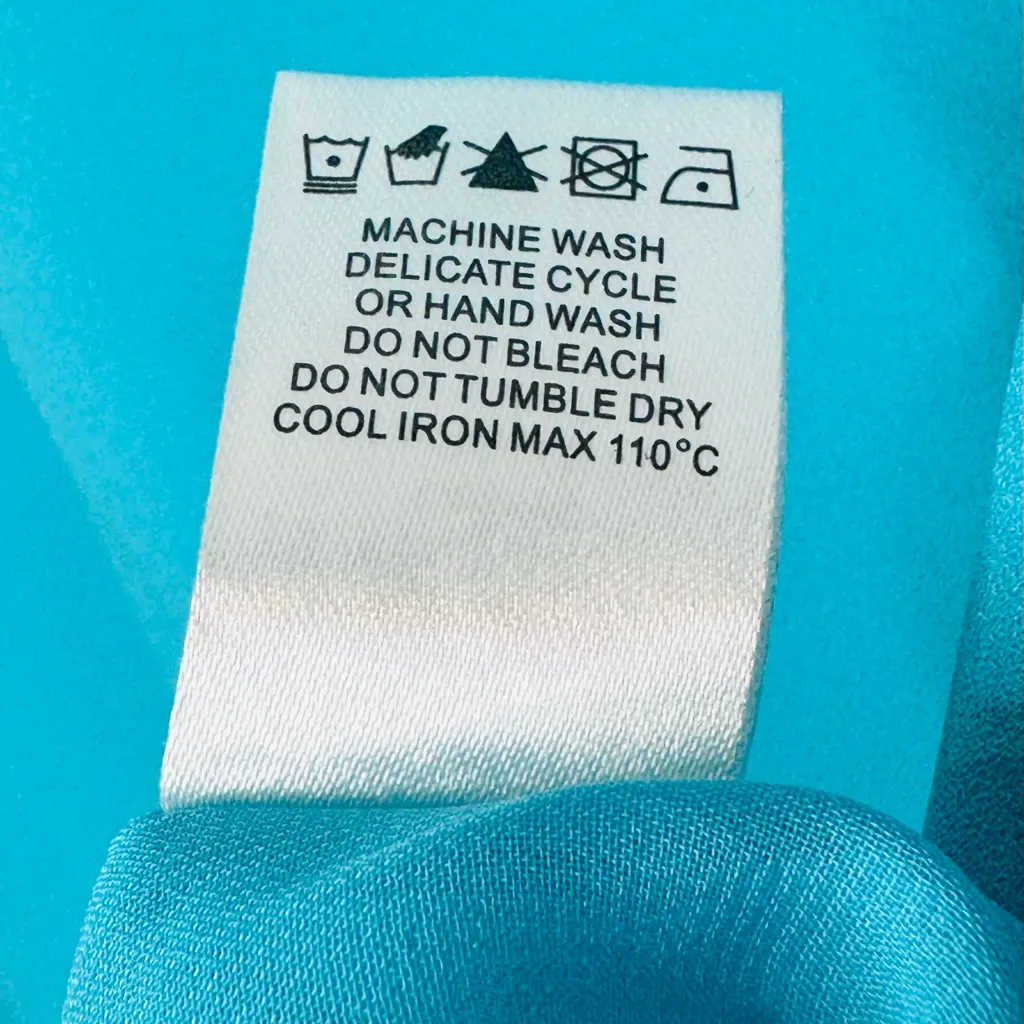 MACHINE WASH
DELICATE CYCLE
OR HAND WASH
DO NOT BLEACH
DO NOT TUMBLE DRY
COOL IRON MAX 110°C